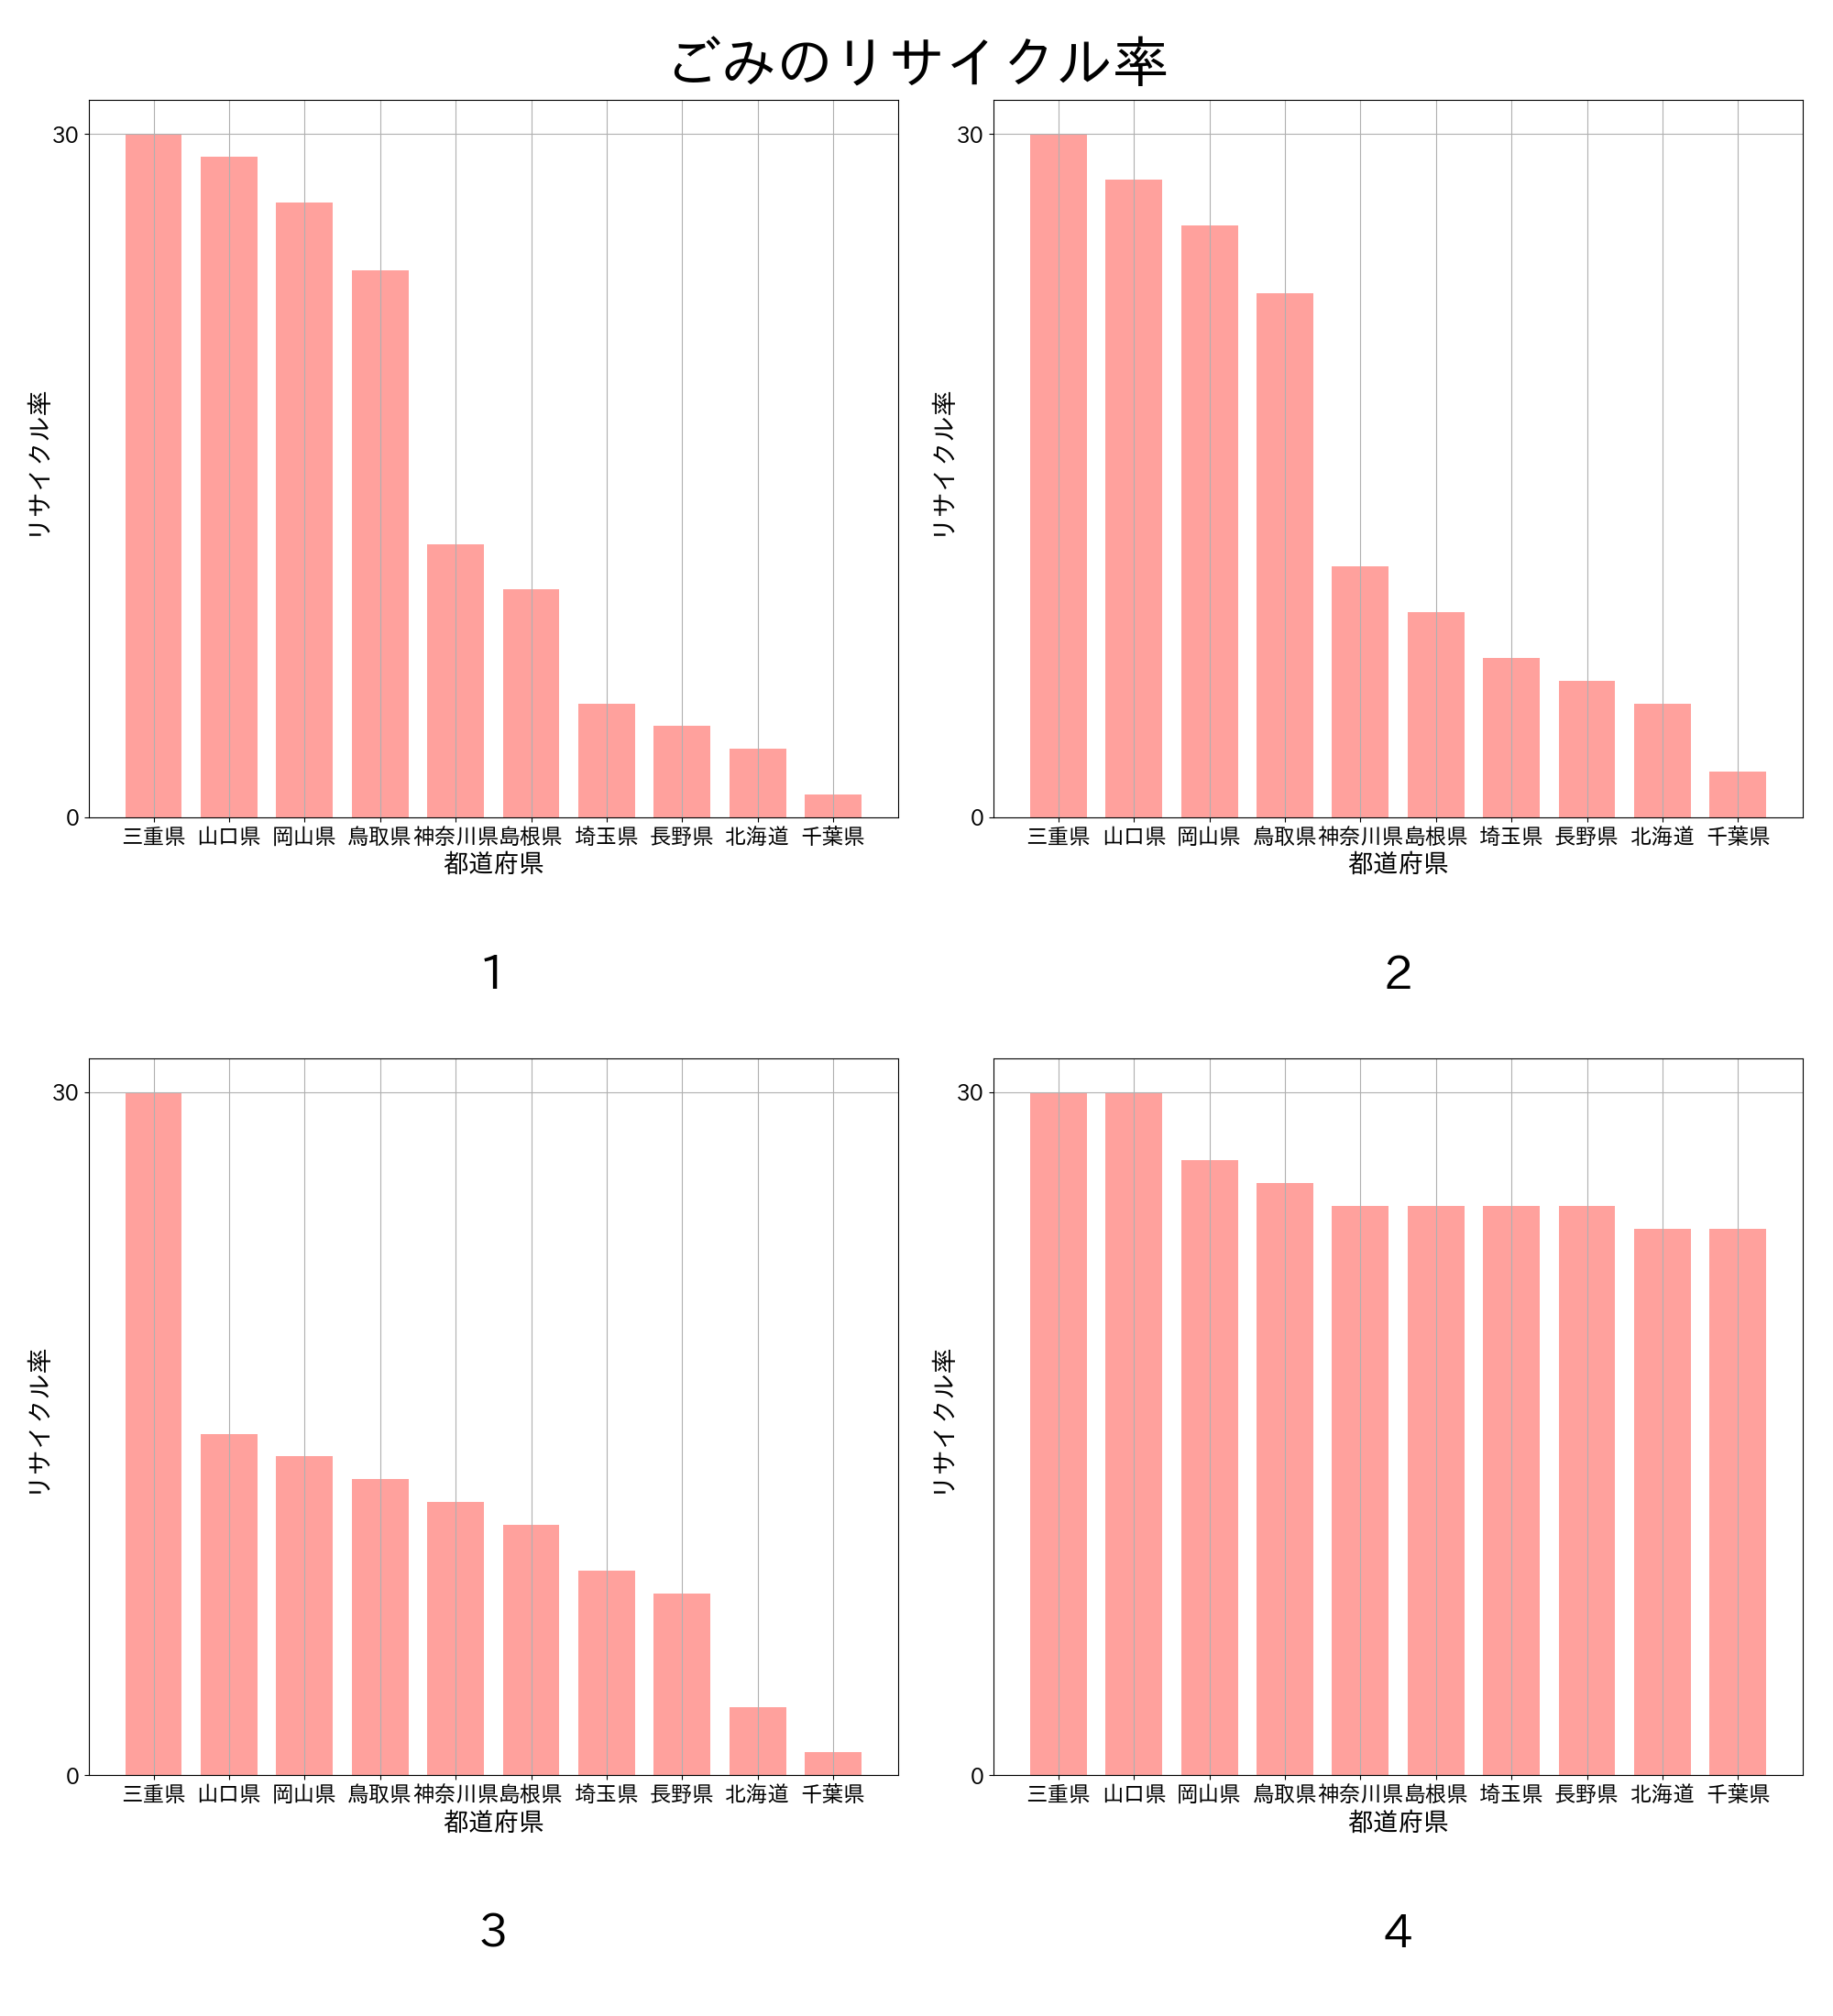 ごみのリサイクル率
30
0
リサイクル率
三重県 山口県 岡山県 鳥取県 神奈川県 島根県 埼玉県 長野県 北海道 千葉県
都道府県
1
30
0
リサイクル率
三重県 山口県 岡山県 鳥取県 神奈川県 島根県 埼玉県 長野県 北海道 千葉県
都道府県
2
30
0
リサイクル率
三重県 山口県 岡山県 鳥取県 神奈川県 島根県 埼玉県 長野県 北海道 千葉県
都道府県
3
30
0
リサイクル率
三重県 山口県 岡山県 鳥取県 神奈川県 島根県 埼玉県 長野県 北海道 千葉県
都道府県
4